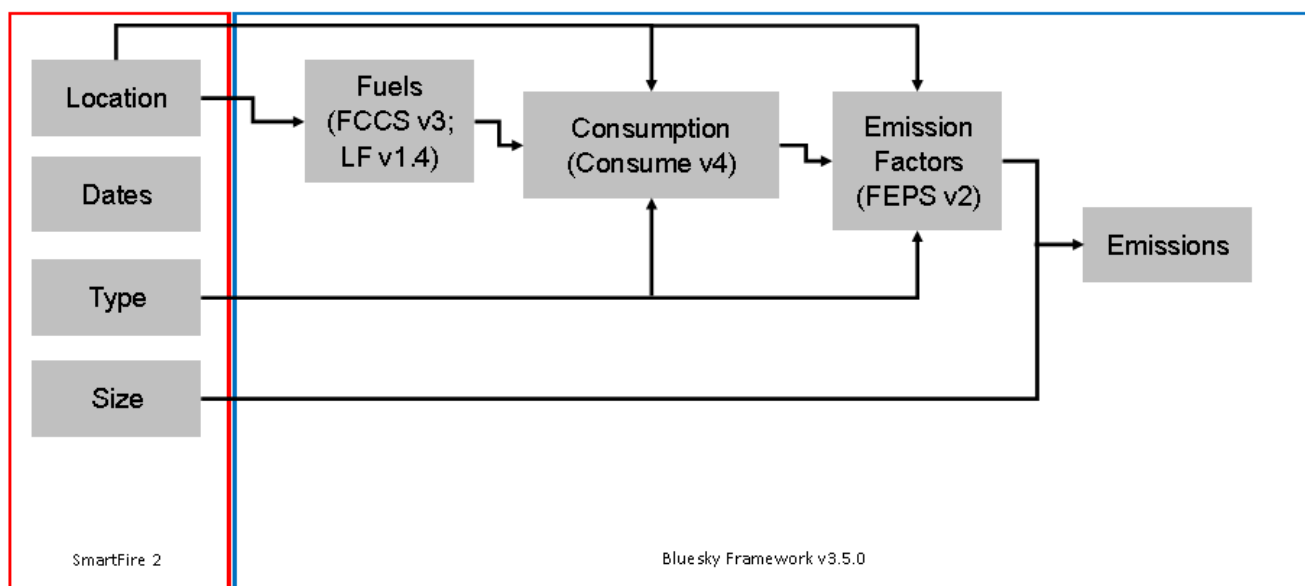 Location
Dates
Type
Size
SmartFire 2
Fuels
(FCCS v3;
LF v1.4)
Consumption
(Consume v4)
Emission
Factors
(FEPS v2)
Emissions
Bluesky Framework v3.5.0